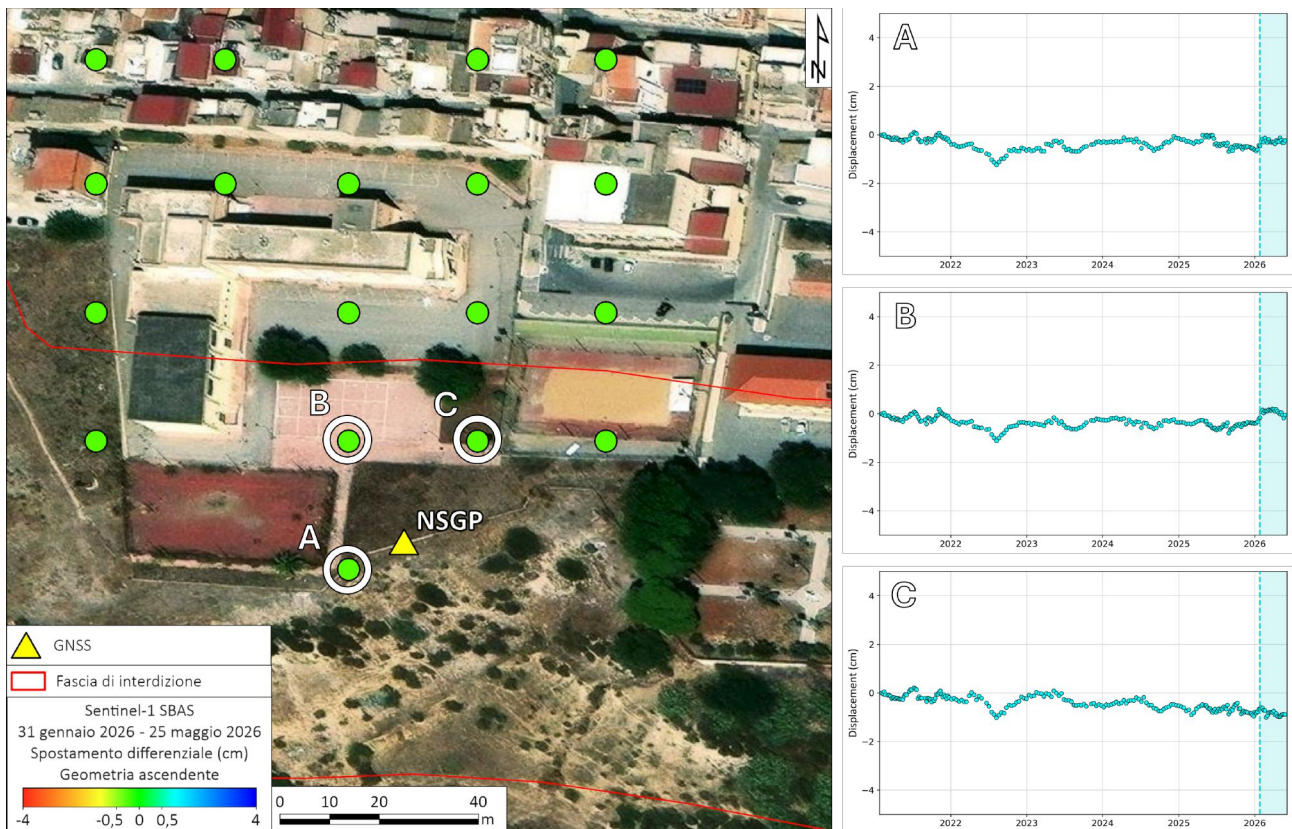 N
B
C
A
NSGP
GNSS
Fascia di interdizione
Sentinel-1 SBAS
31 gennaio 2026 - 25 maggio 2026
Spostamento differenziale (cm)
Geometria ascendente
-4 -0,5 0 0,5 4
0 10 20 40
m
A
Displacement (cm)
4
2
0
−2
−4
2022 2023 2024 2025 2026
B
Displacement (cm)
4
2
0
−2
−4
2022 2023 2024 2025 2026
C
Displacement (cm)
4
2
0
−2
−4
2022 2023 2024 2025 2026